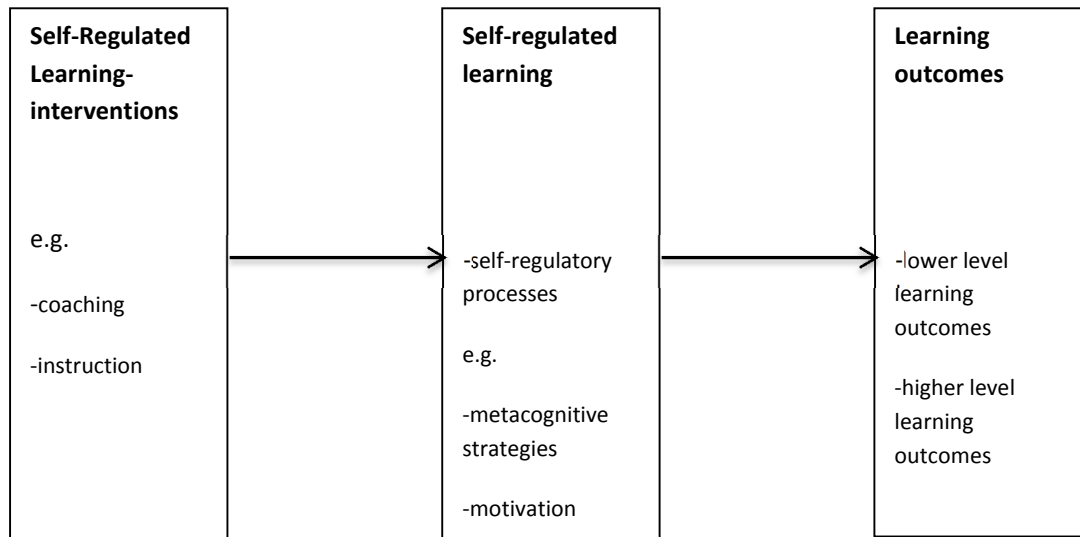 Self-Regulated
Learning-
interventions
e.g.
-coaching
-instruction
Self-regulated
learning
-self-regulatory
processes
e.g.
-metacognitive
strategies
-motivation
Learning
outcomes
-lower level
learning
outcomes
-higher level
learning
outcomes